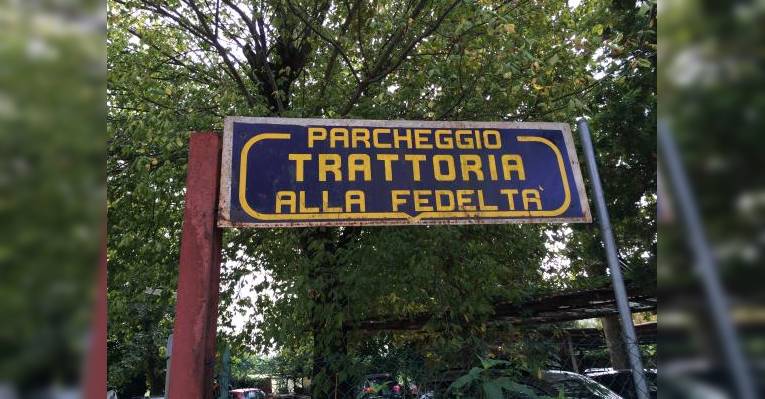 PARCHEGGIO
TRATTORIA
ALLA FEDELTA'